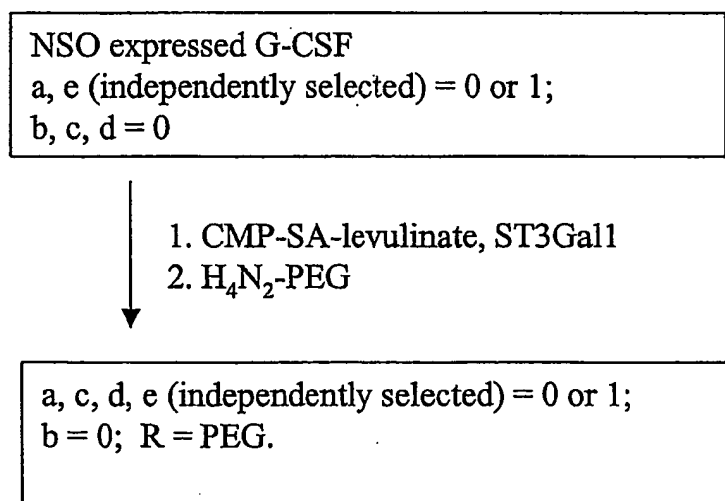 NSO expressed G-CSF
a, e (independently selected) = 0 or 1;
b, c, d = 0
1. CMP-SA-levulinate, ST3Gal1
2. H₄N₂-PEG
a, c, d, e (independently selected) = 0 or 1;
b = 0; R = PEG.